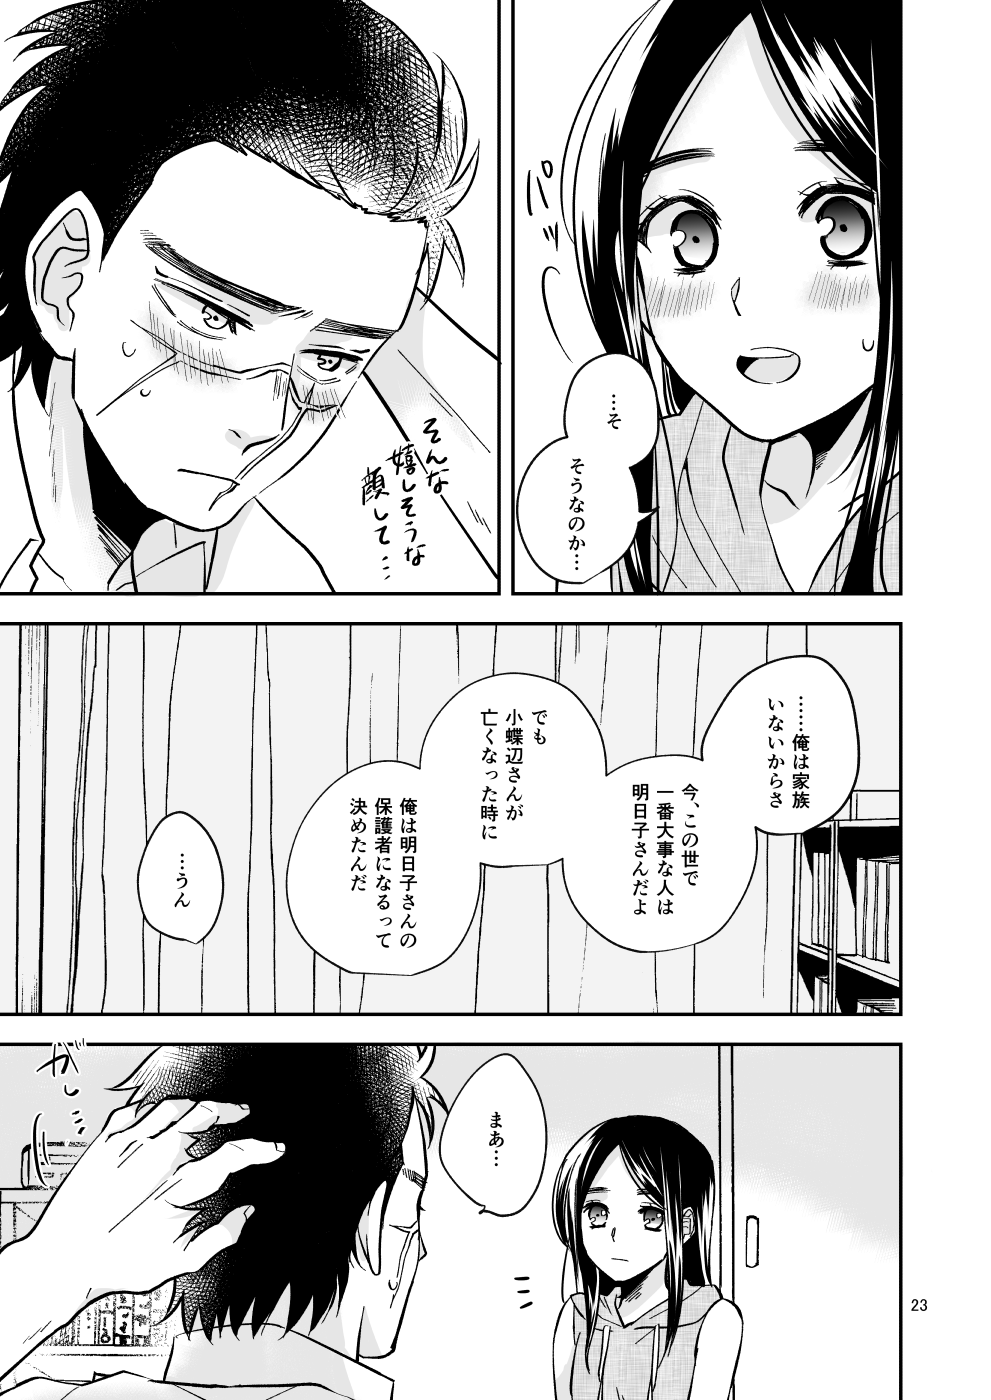 パッ
…そ
そうなのか…
そんな
嬉しそうな
顔して…
……俺は家族
いないからさ
今、この世で
一番大事な人は
明日子さんだよ
でも
小蝶辺さんが
亡くなった時に
俺は明日子さんの
保護者になるって
決めたんだ
…うん
まあ…
がし…
23